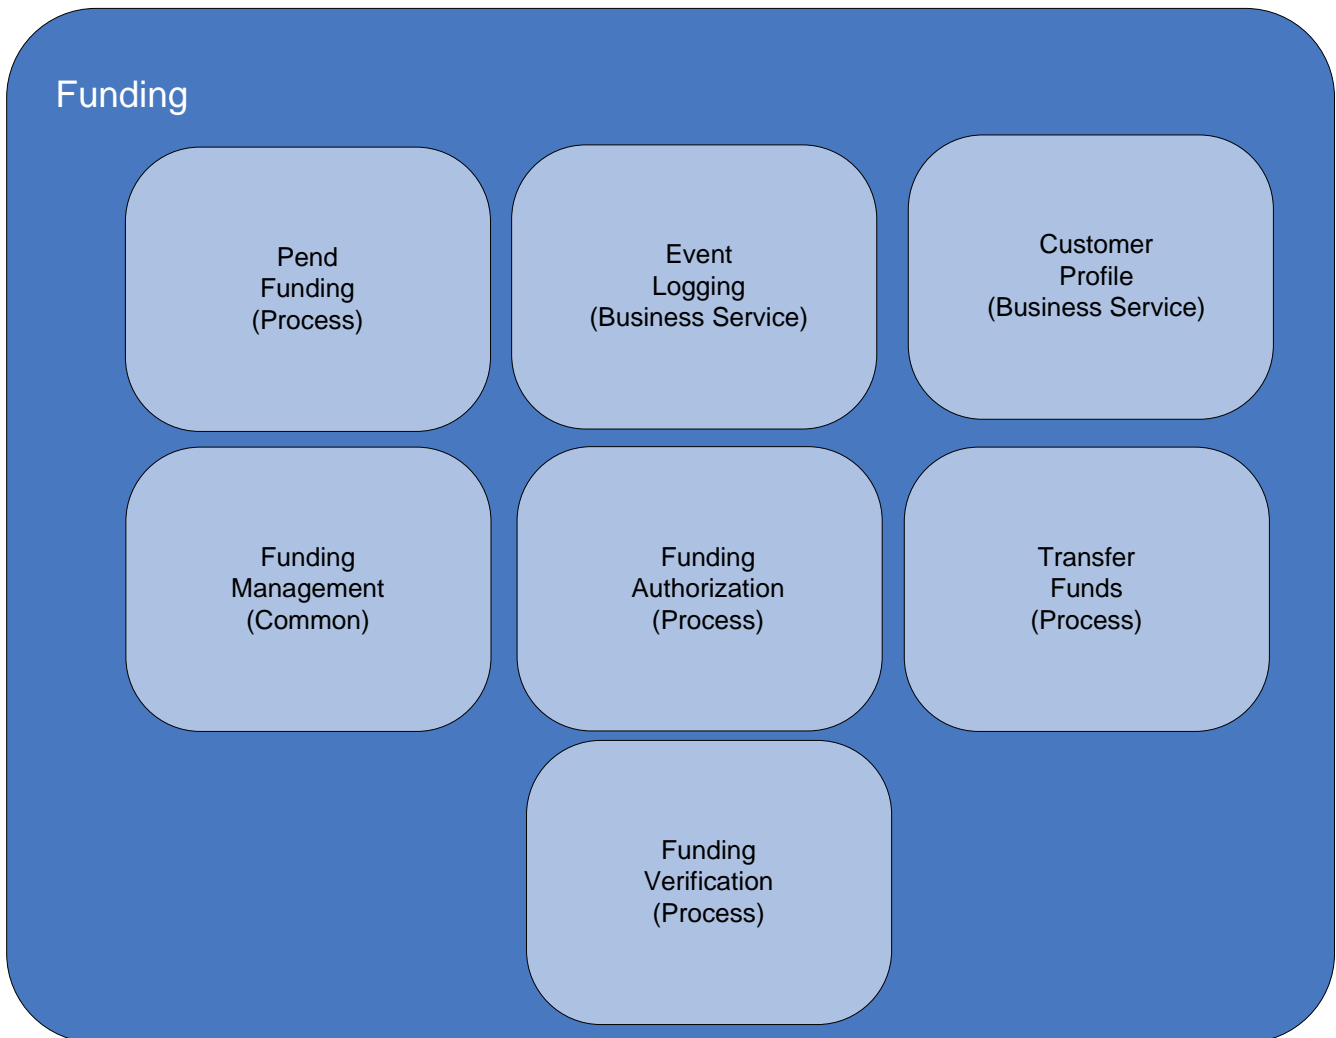 Funding
Pend
Funding
(Process)
Event
Logging
(Business Service)
Customer
Profile
(Business Service)
Funding
Management
(Common)
Funding
Authorization
(Process)
Transfer
Funds
(Process)
Funding
Verification
(Process)